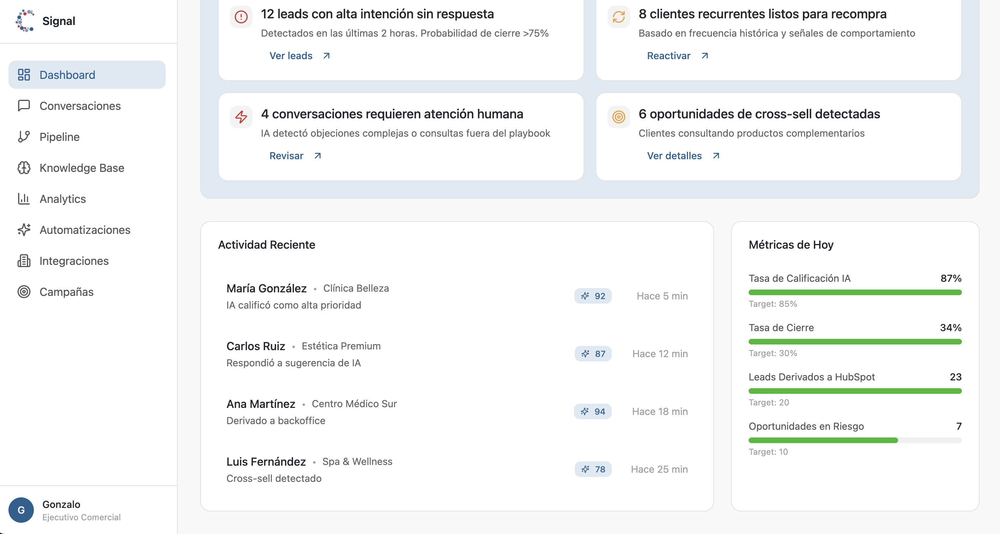 Signal
Dashboard
Conversaciones
Pipeline
Knowledge Base
Analytics
Automatizaciones
Integraciones
Campañas
G
Gonzalo
Ejecutivo Comercial
12 leads con alta intención sin respuesta
Detectados en las últimas 2 horas. Probabilidad de cierre >75%
Ver leads
8 clientes recurrentes listos para recompra
Basado en frecuencia histórica y señales de comportamiento
Reactivar
4 conversaciones requieren atención humana
IA detectó objeciones complejas o consultas fuera del playbook
Revisar
6 oportunidades de cross-sell detectadas
Clientes consultando productos complementarios
Ver detalles
Actividad Reciente
María González • Clínica Belleza
IA calificó como alta prioridad
92 Hace 5 min
Carlos Ruiz • Estética Premium
Respondió a sugerencia de IA
87 Hace 12 min
Ana Martínez • Centro Médico Sur
Derivado a backoffice
94 Hace 18 min
Luis Fernández • Spa & Wellness
Cross-sell detectado
78 Hace 25 min
Métricas de Hoy
Tasa de Calificación IA 87%
Target: 85%
Tasa de Cierre 34%
Target: 30%
Leads Derivados a HubSpot 23
Target: 20
Oportunidades en Riesgo 7
Target: 10